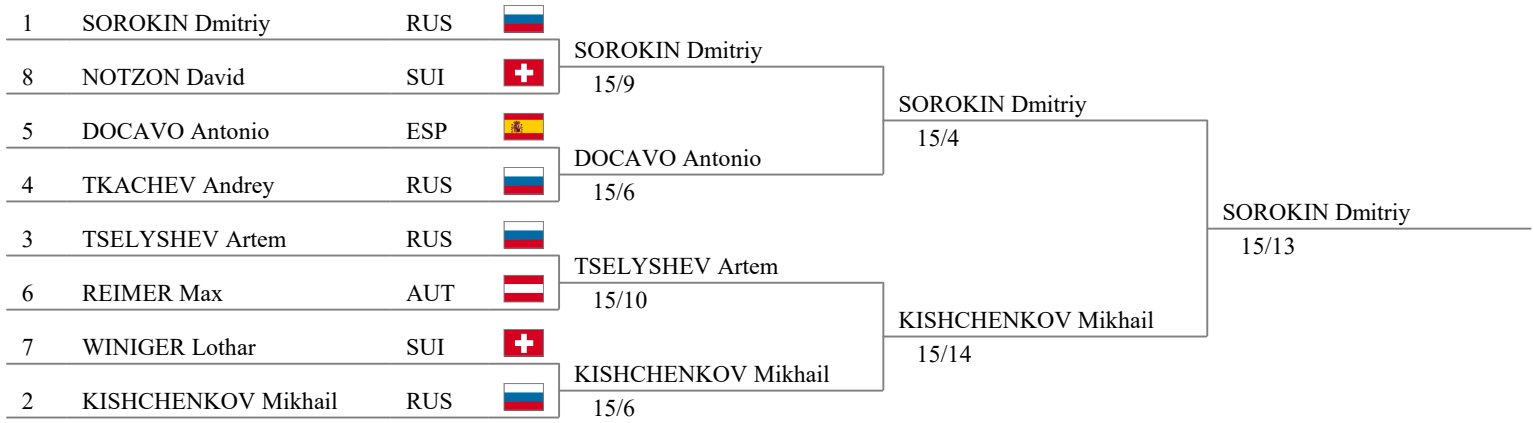 1 SOROKIN Dmitriy RUS
8 NOTZON David SUI
5 DOCAVO Antonio ESP
4 TKACHEV Andrey RUS
3 TSELYSHEV Artem RUS
6 REIMER Max AUT
7 WINIGER Lothar SUI
2 KISHCHENKOV Mikhail RUS
SOROKIN Dmitriy
15/9
DOCAVO Antonio
15/6
TSELYSHEV Artem
15/10
KISHCHENKOV Mikhail
15/6
SOROKIN Dmitriy
15/4
KISHCHENKOV Mikhail
15/14
SOROKIN Dmitriy
15/13